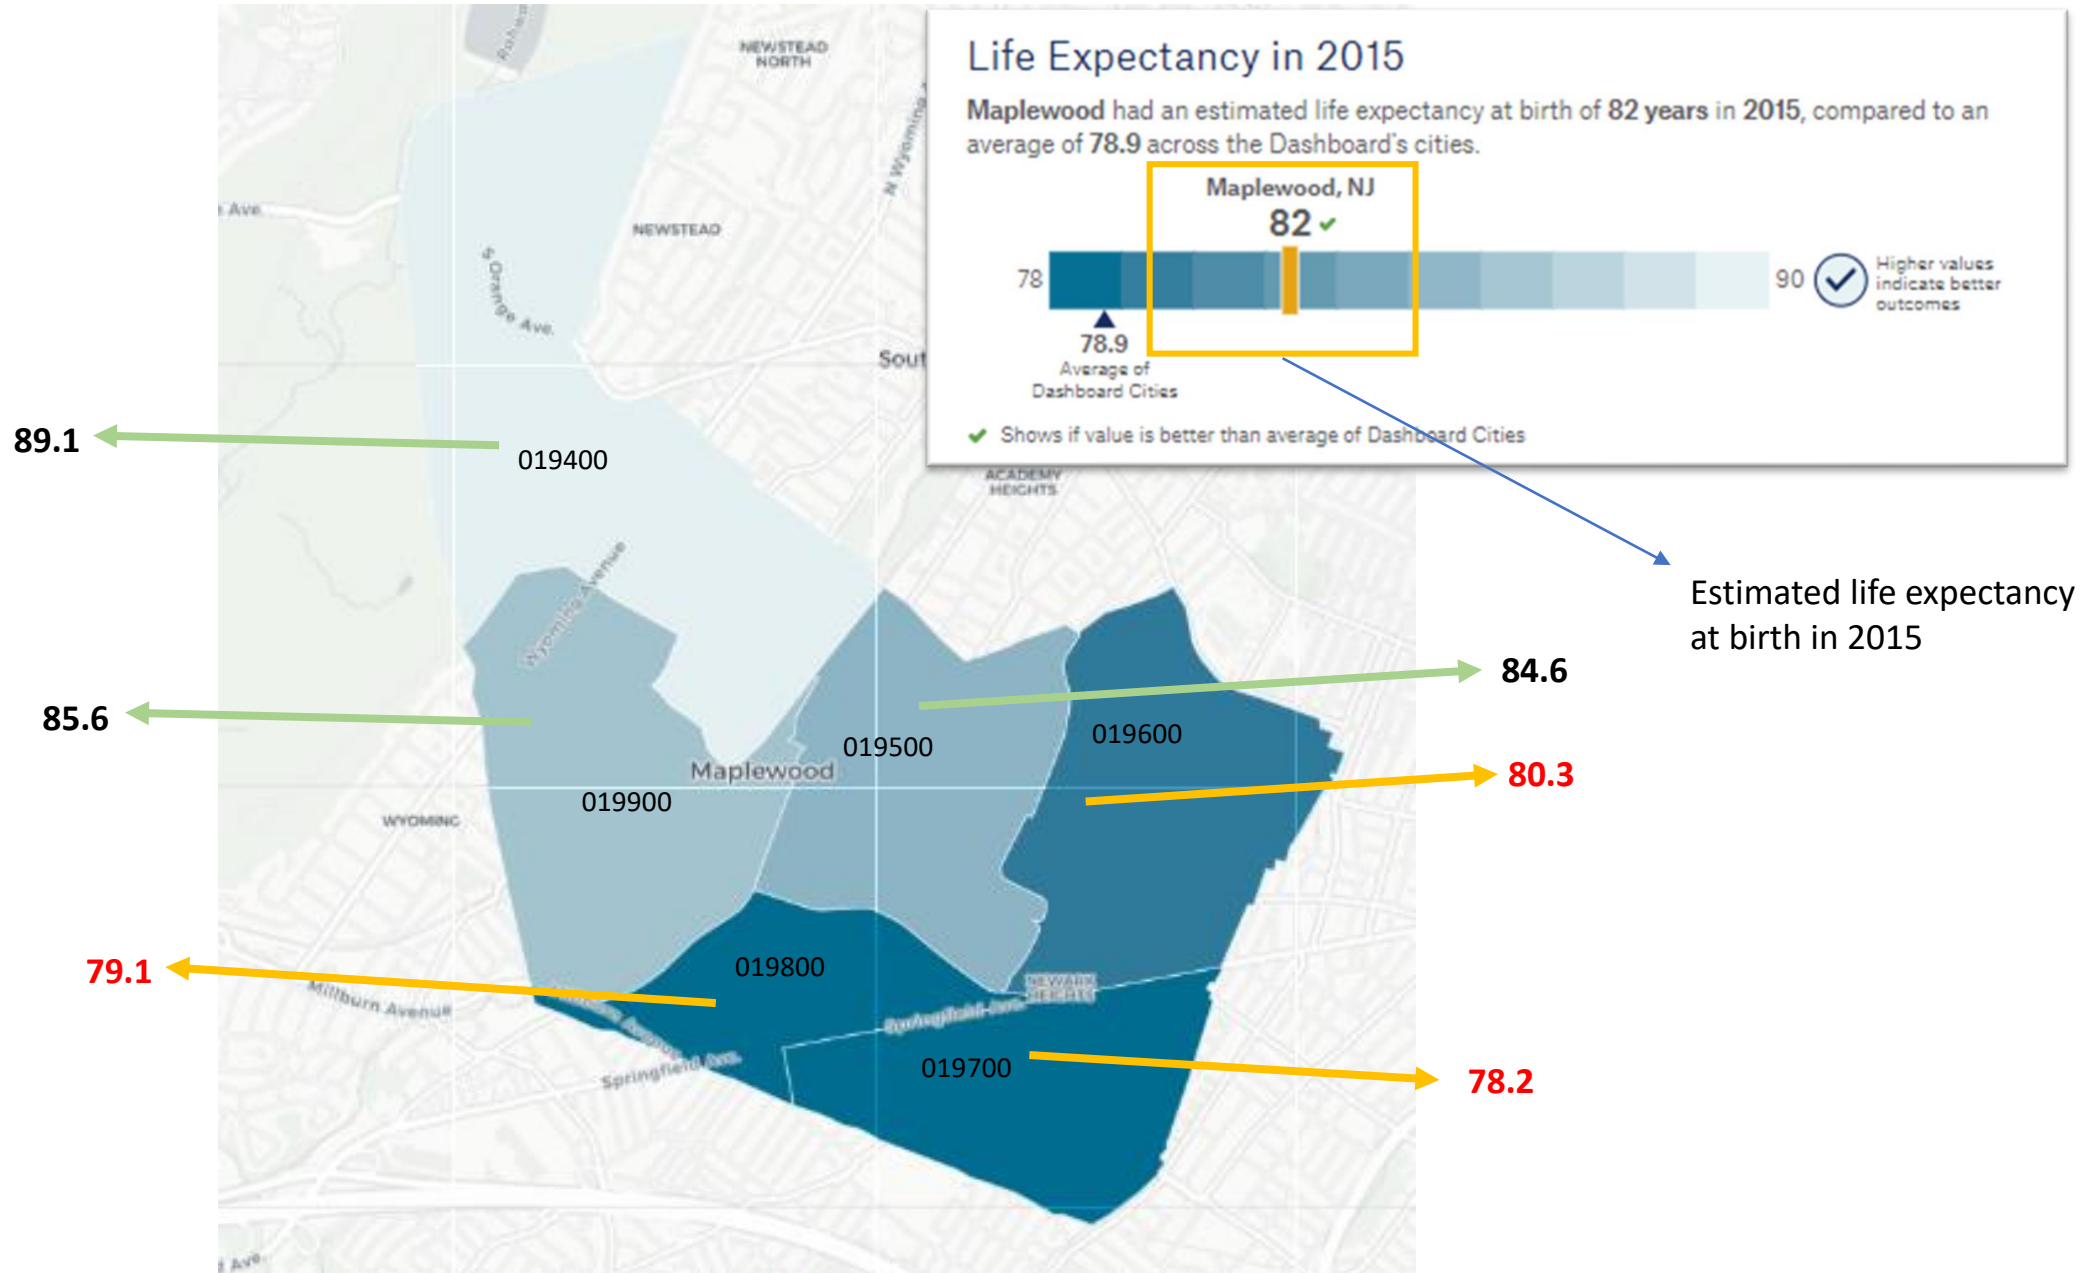 Life Expectancy in 2015
Maplewood had an estimated life expectancy at birth of 82 years in 2015, compared to an
average of 78.9 across the Dashboard's cities.
Maplewood, NJ
82
78
90
Higher values
indicate better
outcomes
78.9
Average of
Dashboard Cities
Shows if value is better than average of Dashboard Cities
Estimated life expectancy
at birth in 2015
NEWSTEAD
NORTH
N Wyoming
Ave.
NEWSTEAD
S Orange Ave.
Sout
ACADEMY
HEIGHTS
89.1
019400
Wyoming Avenue
84.6
85.6
019500
019600
Maplewood
80.3
019900
WYOMING
79.1
019800
NEWARK
HEIGHTS
Millburn Avenue
Springfield Ave.
Springfield Ave.
019700
78.2
Ave.